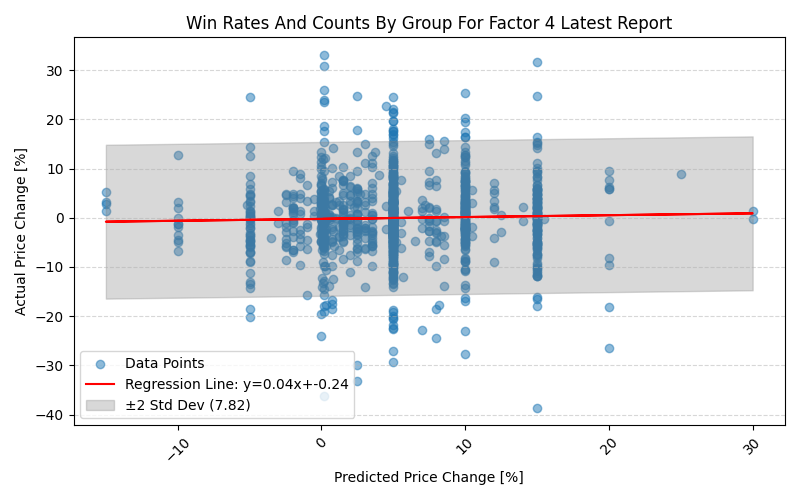 Win Rates And Counts By Group For Factor 4 Latest Report
Actual Price Change [%]
30
20
10
0
−10
−20
−30
−40
Data Points
Regression Line: y=0.04x+-0.24
±2 Std Dev (7.82)
−10
0
10
20
30
Predicted Price Change [%]